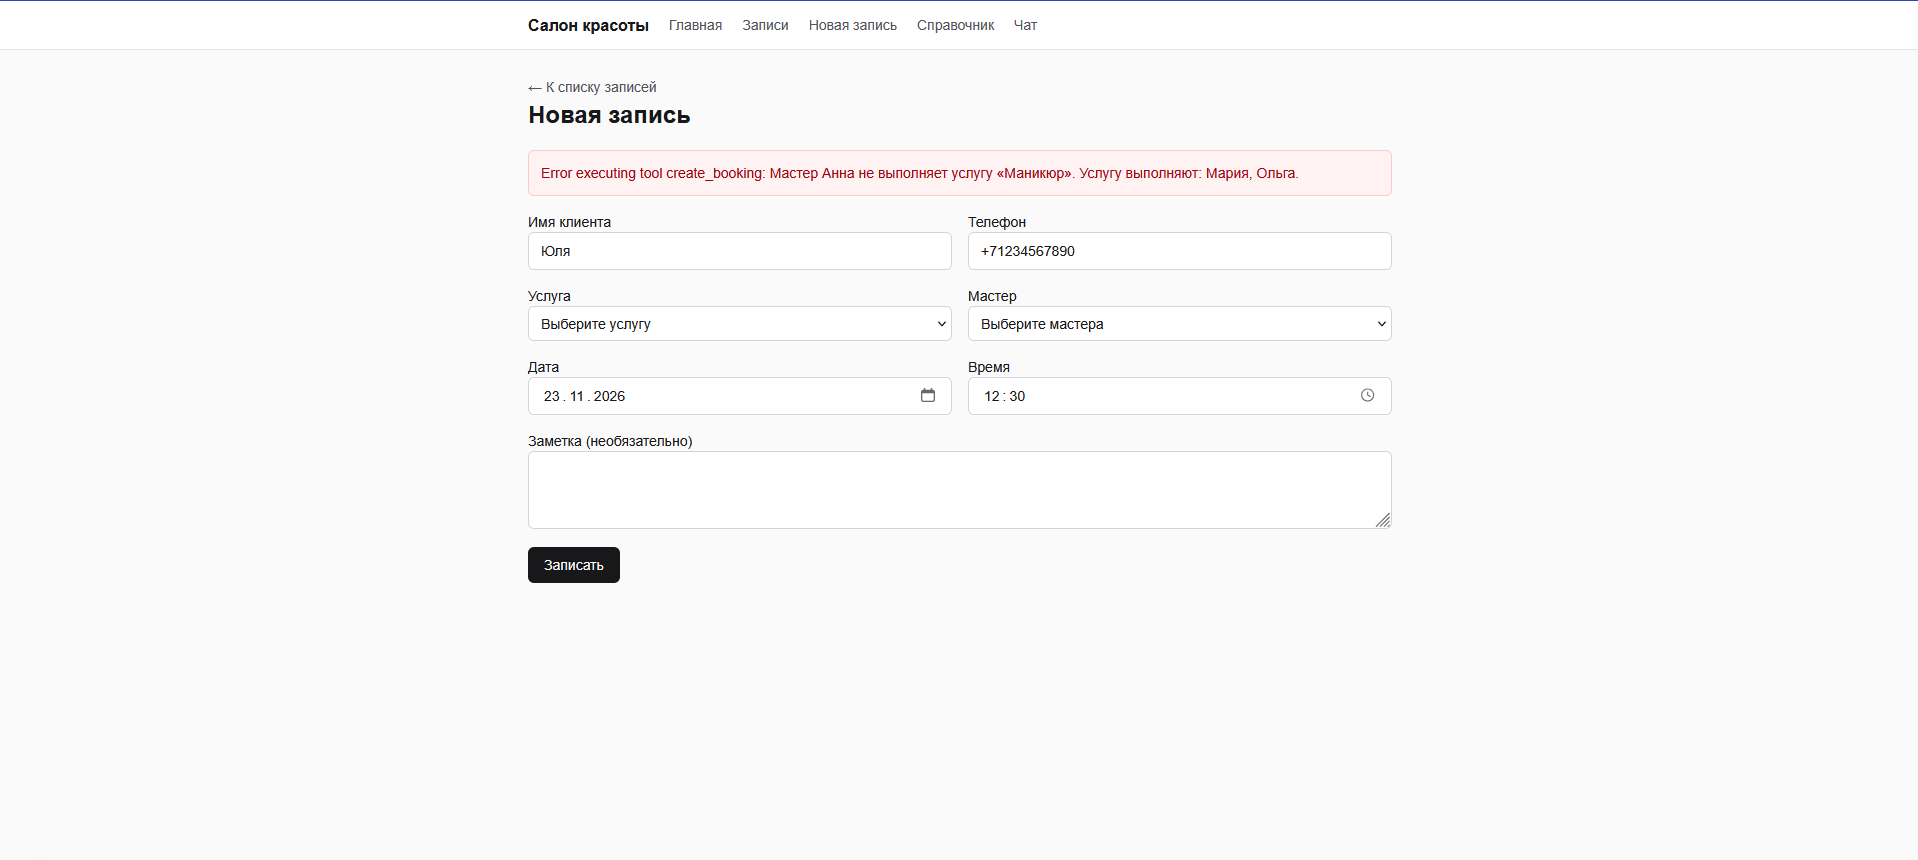 Салон красоты Главная Записи Новая запись Справочник Чат
← К списку записей
Новая запись
Error executing tool create_booking: Мастер Анна не выполняет услугу «Маникюр». Услугу выполняют: Мария, Ольга.
Имя клиента Телефон
Юля +71234567890
Услуга Мастер
Выберите услугу Выберите мастера
Дата Время
23.11.2026 12:30
Заметка (необязательно)
Записать